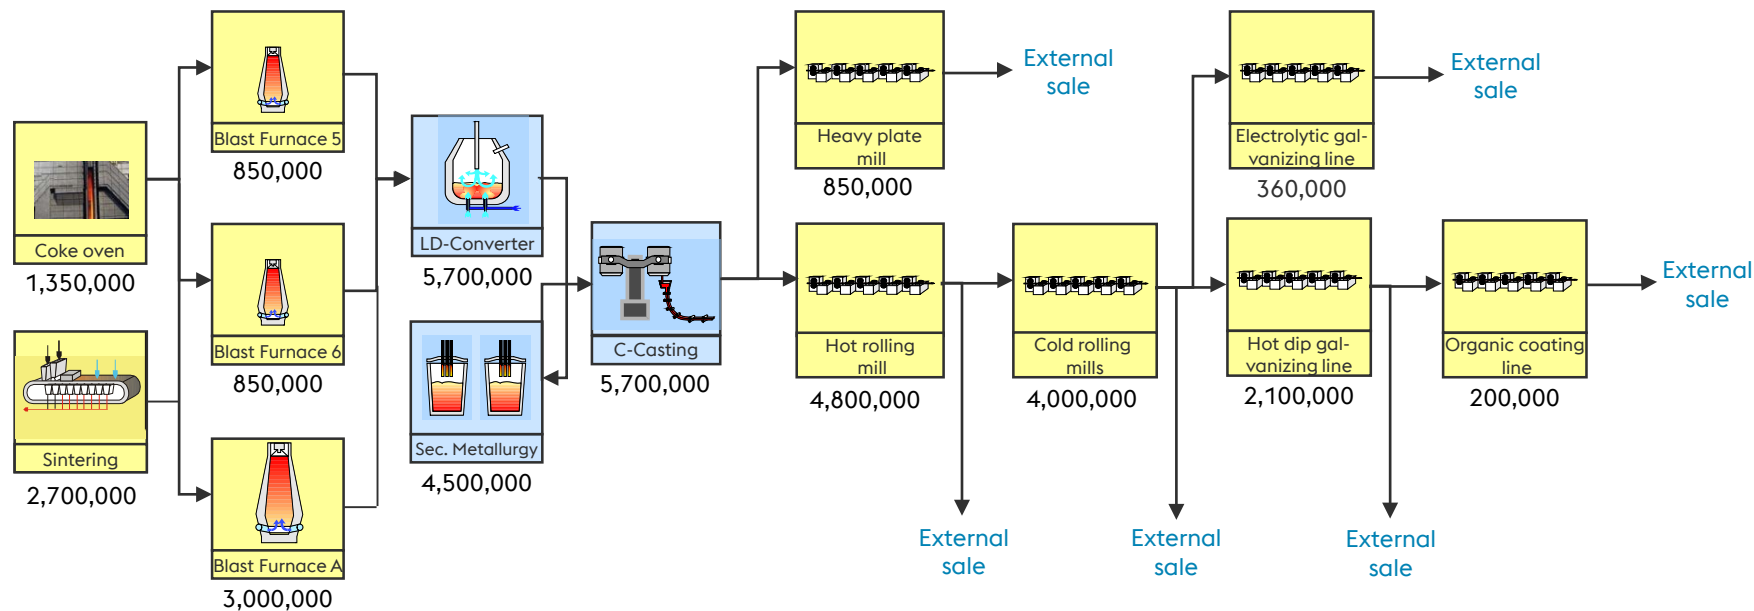 Coke oven
1,350,000
Sintering
2,700,000
Blast Furnace 5
850,000
Blast Furnace 6
850,000
Blast Furnace A
3,000,000
LD-Converter
5,700,000
Sec. Metallurgy
4,500,000
C-Casting
5,700,000
Heavy plate
mill
850,000
External
sale
Hot rolling
mill
4,800,000
External
sale
Cold rolling
mills
4,000,000
External
sale
Electrolytic gal-
vanizing line
360,000
External
sale
Hot dip gal-
vanizing line
2,100,000
External
sale
Organic coating
line
200,000
External
sale